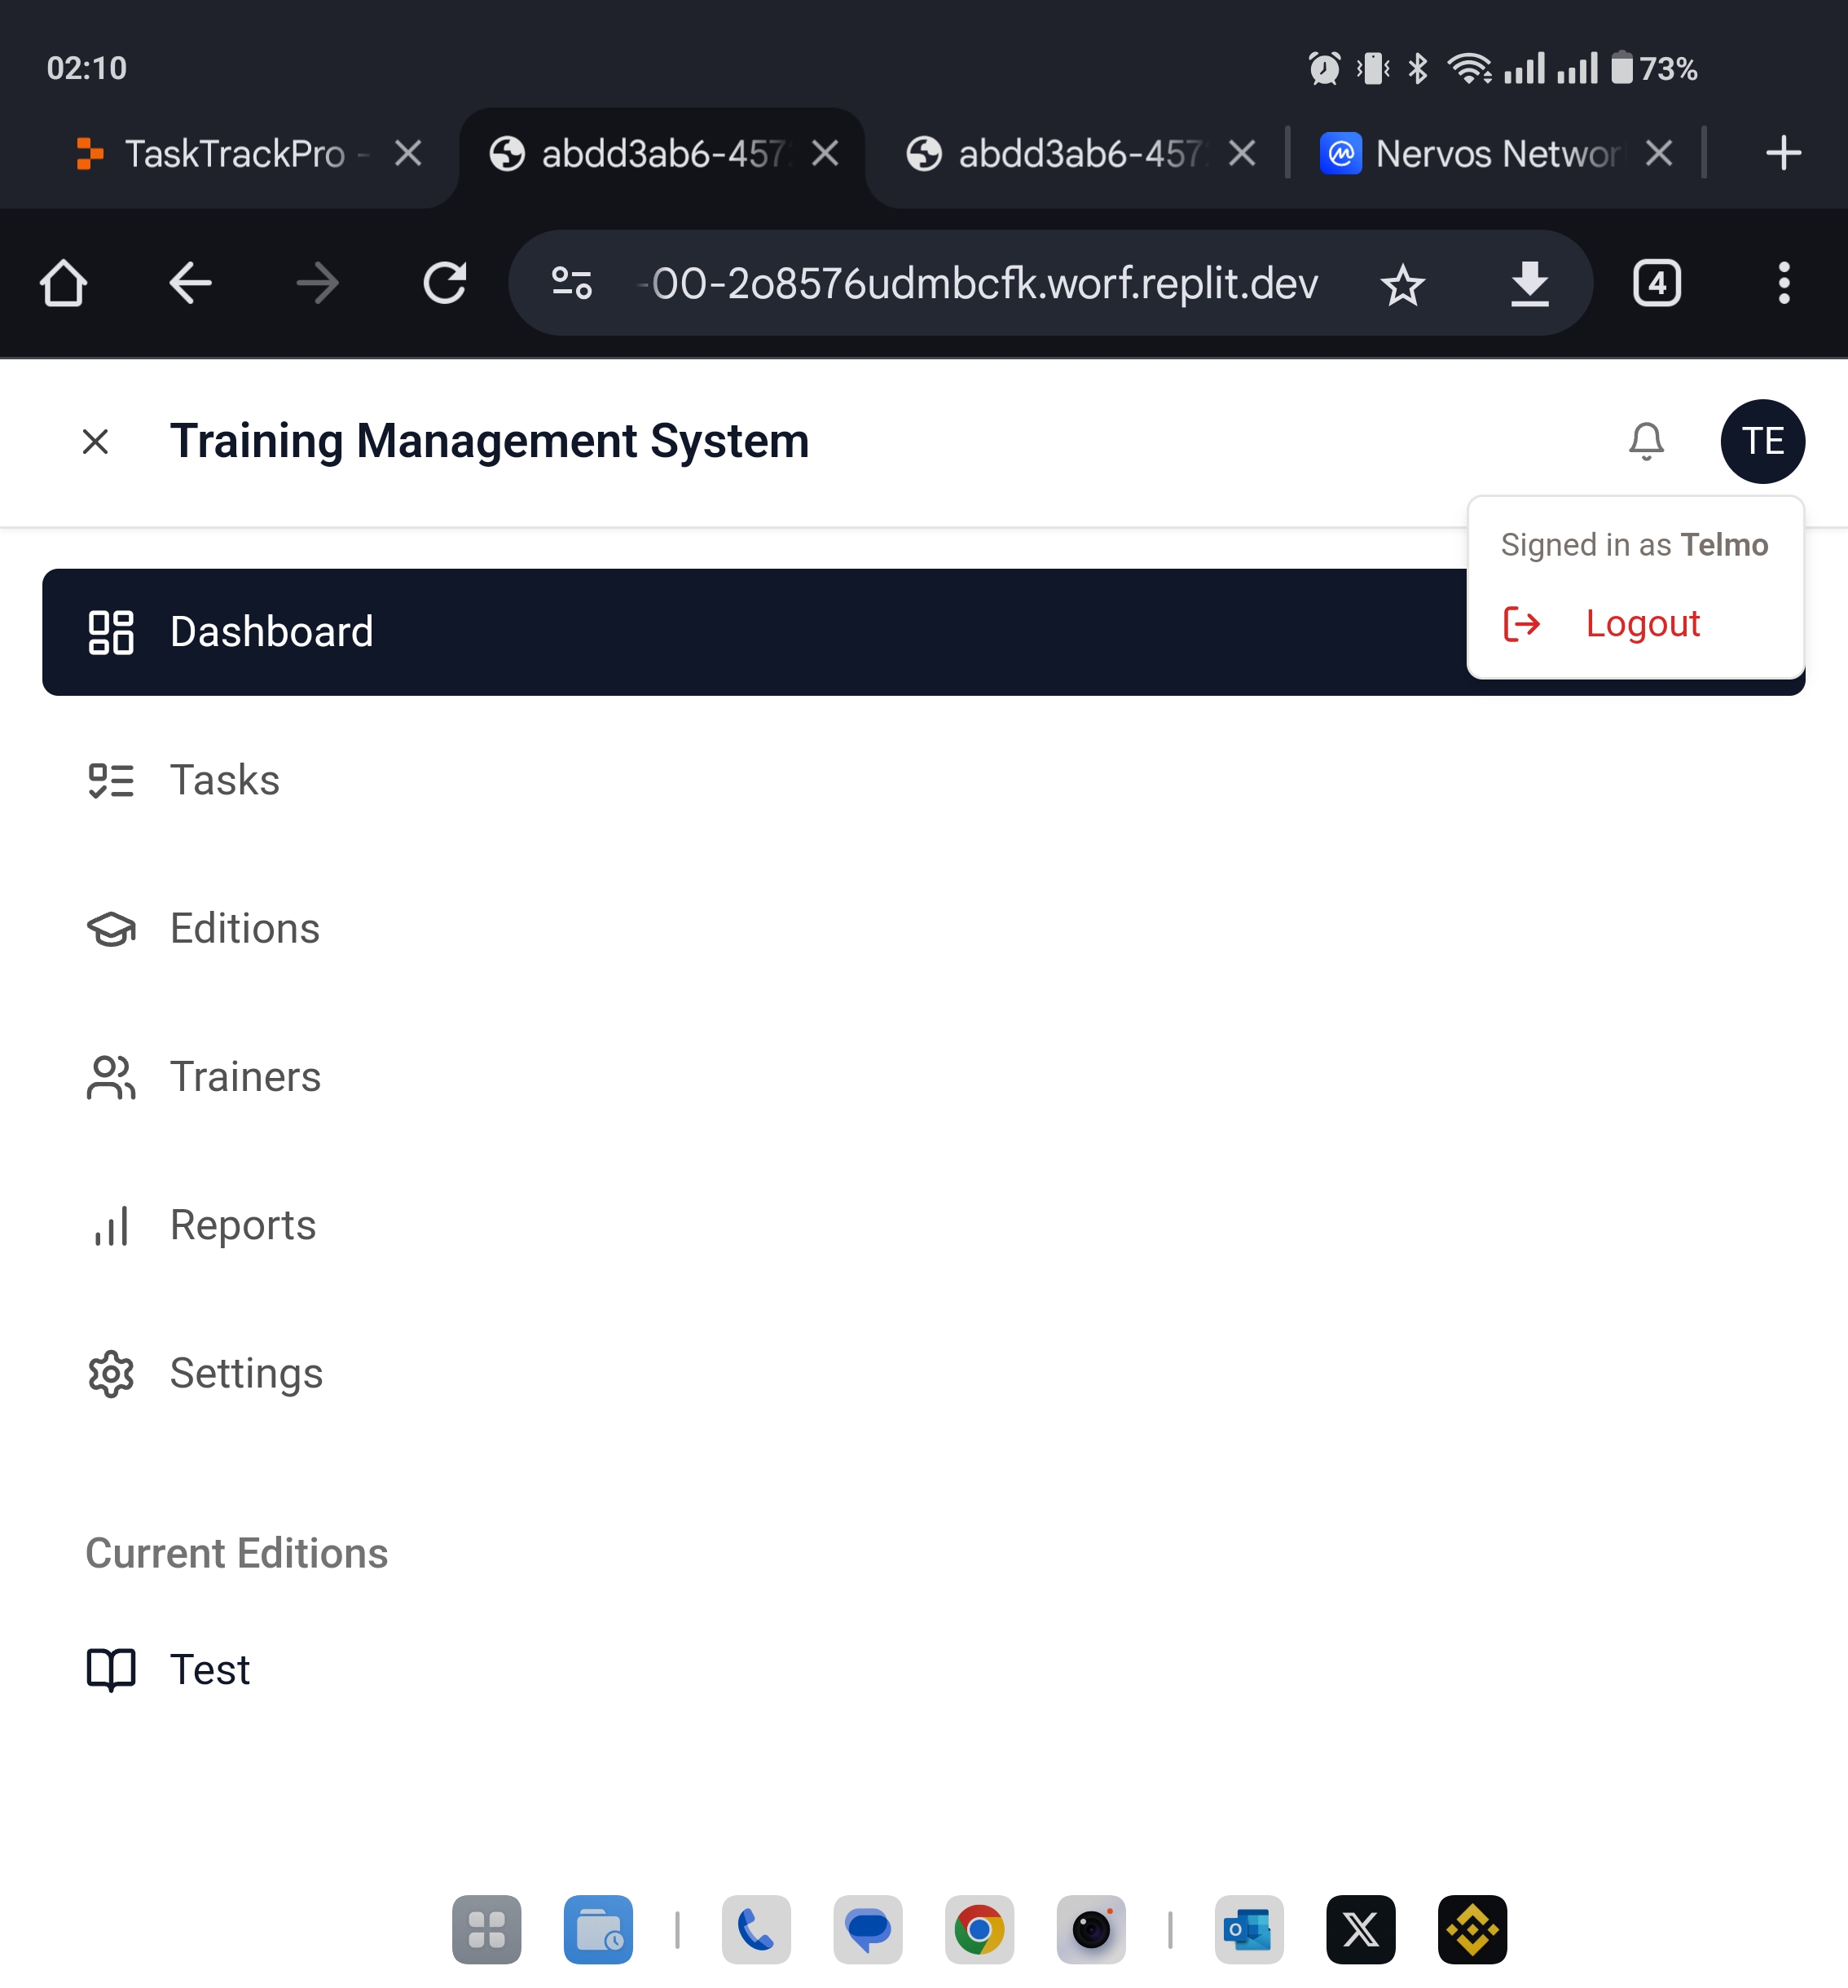 02:10
73%
TaskTrackPro -
abdd3ab6-457
abdd3ab6-457
Nervos Networ
-00-2o8576udmbcfk.worf.replit.dev
4
Training Management System
TE
Signed in as Telmo
Logout
Dashboard
Tasks
Editions
Trainers
Reports
Settings
Current Editions
Test